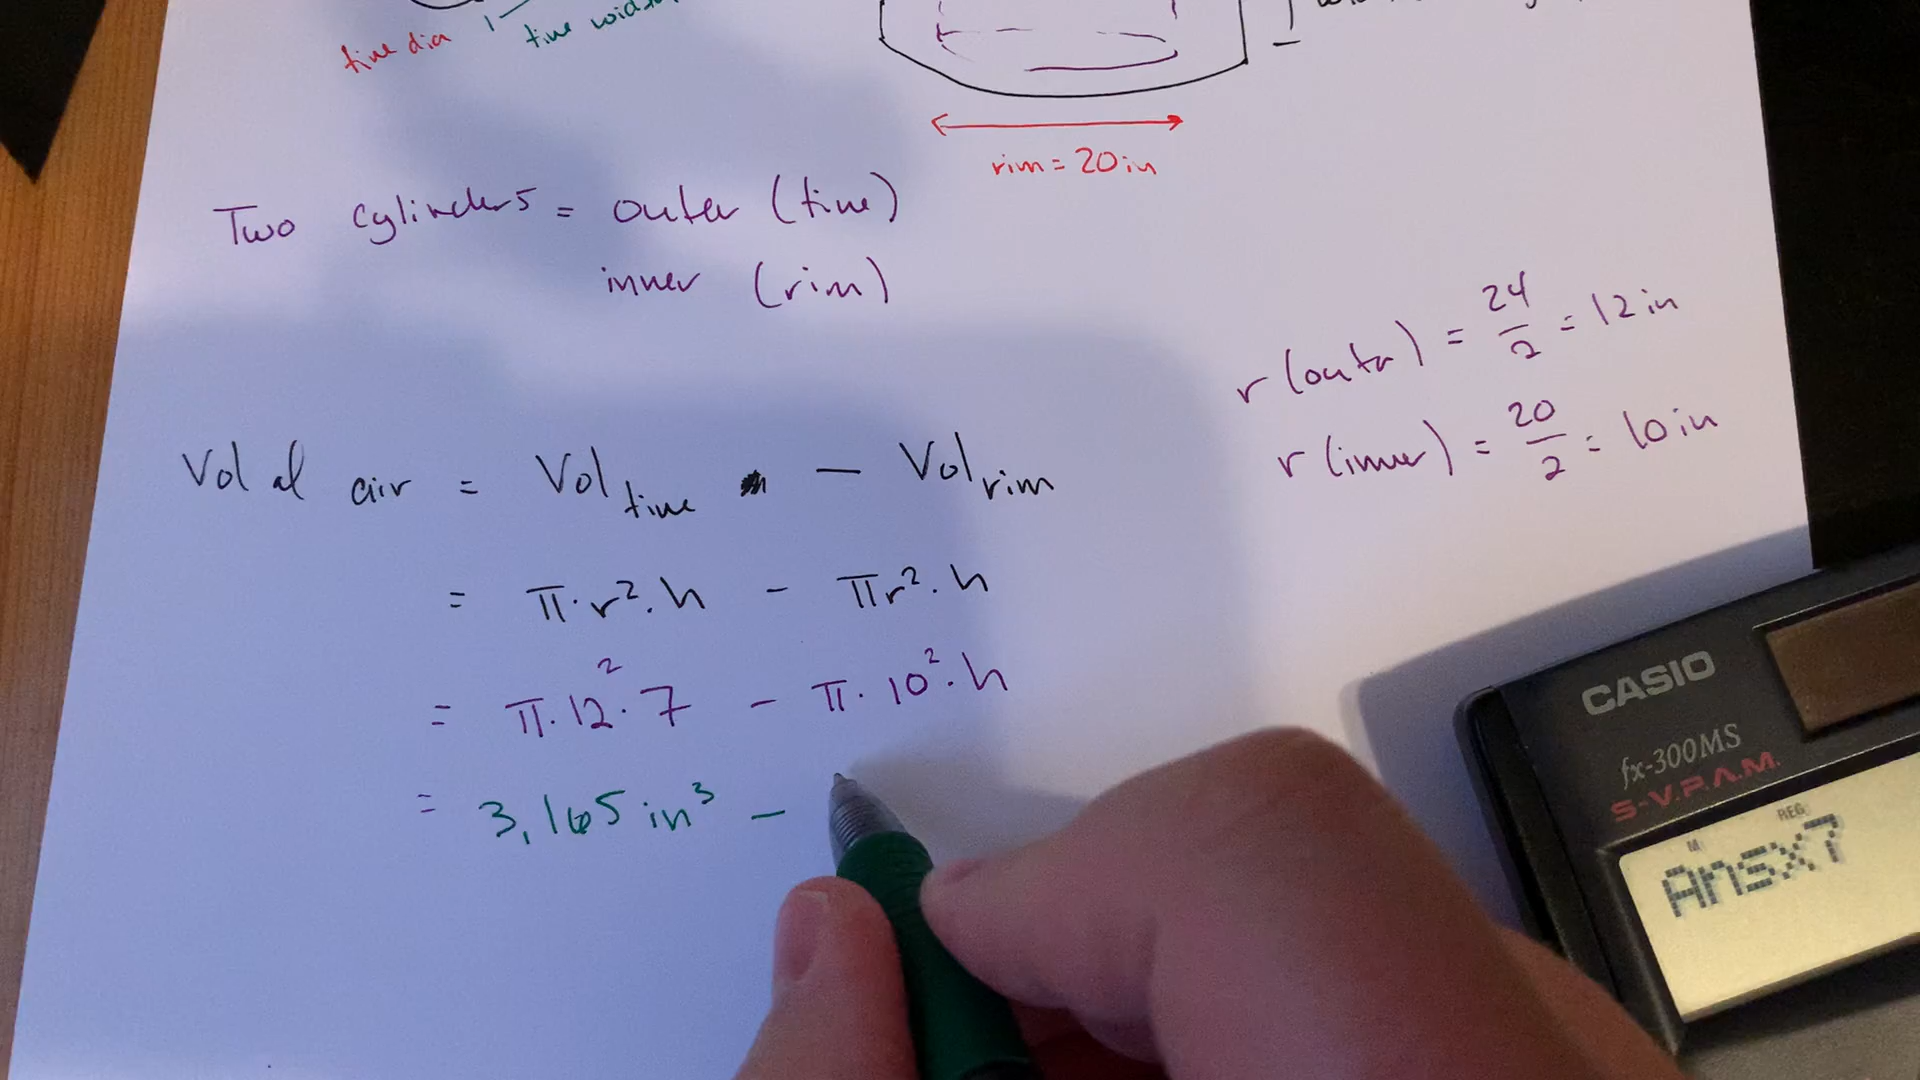 tire dia
tire width
rim = 20 in
Two cylinders = outer (tire)
inner (rim)
r (outer) = 24/2 = 12 in
r (inner) = 20/2 = 10 in
Vol of air = Vol tire - Vol rim
= π · r² · h - πr² · h
= π · 12² · 7 - π · 10² · h
= 3,165 in³ -
CASIO
fx-300MS
S-V.P.A.M.
M REG
Ans×7